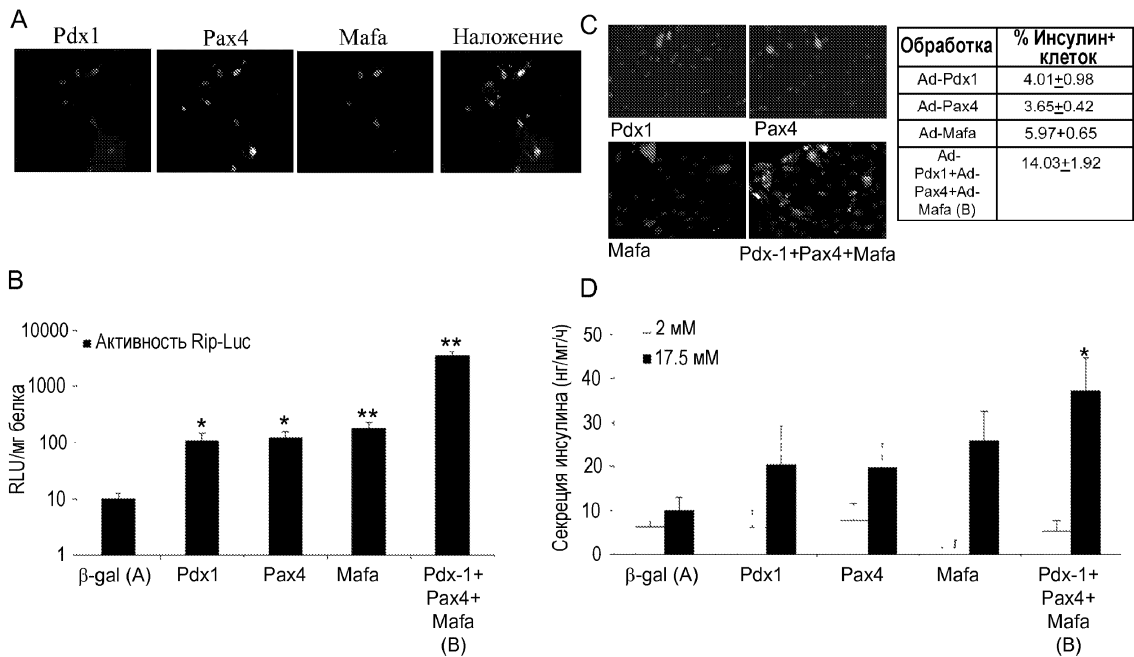 A
Pdx1 Pax4 Mafa Наложение
C
Pdx1 Pax4
Mafa Pdx-1+Pax4+Mafa
Обработка % Инсулин+ клеток
Ad-Pdx1 4.01±0.98
Ad-Pax4 3.65±0.42
Ad-Mafa 5.97+0.65
Ad-
Pdx1+Ad-
Pax4+Ad-
Mafa (B) 14.03±1.92
B
Активность Rip-Luc
RLU/мг белка
10000
1000
100
10
1
* * ** **
β-gal (A) Pdx1 Pax4 Mafa Pdx-1+
Pax4+
Mafa
(B)
D
2 мМ
17.5 мМ
Секреция инсулина (нг/мг/ч)
50
40
30
20
10
0
*
β-gal (A) Pdx1 Pax4 Mafa Pdx-1+
Pax4+
Mafa
(B)